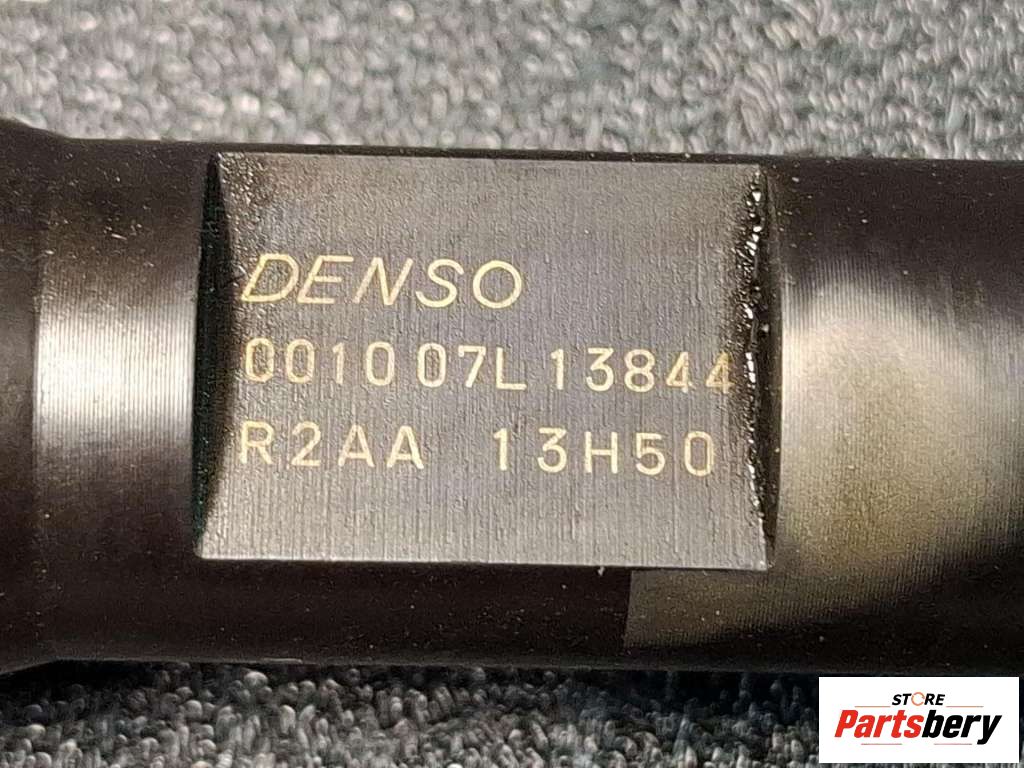 DENSO
001007L13844
R2AA 13H50
STORE
Partsbery